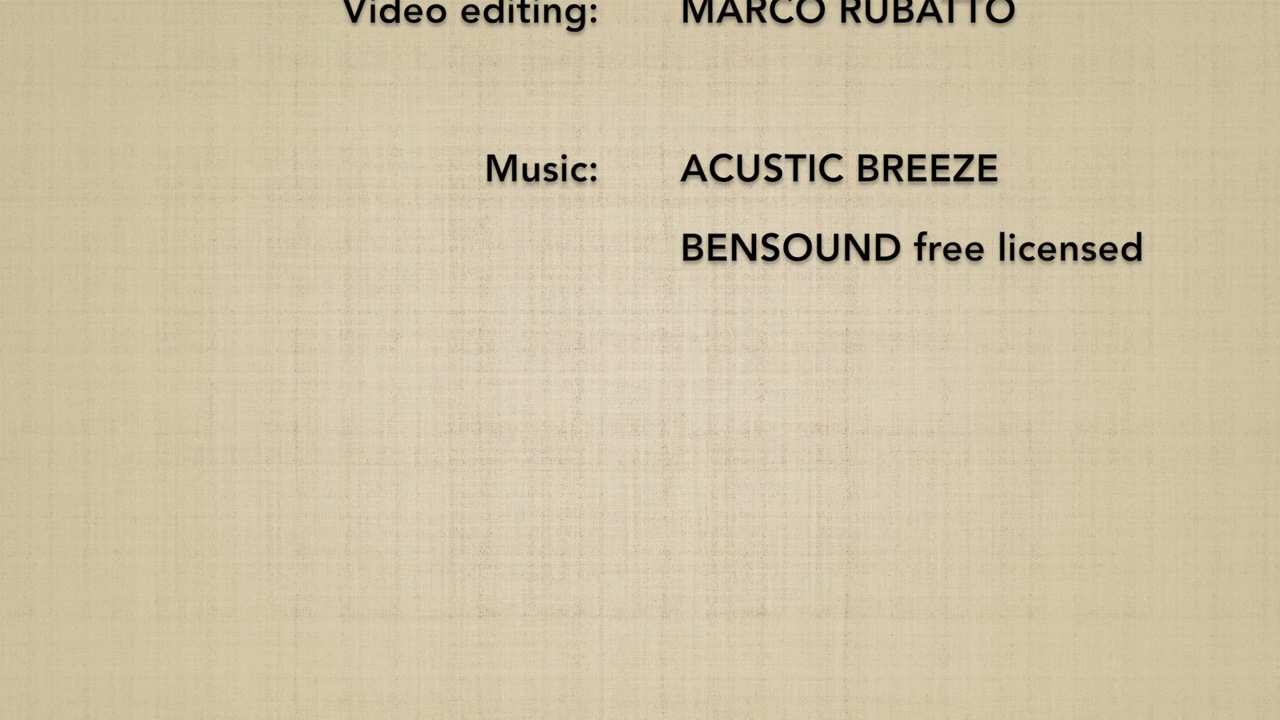 Video editing: MARCO RUBATTO
Music: ACUSTIC BREEZE
BENSOUND free licensed